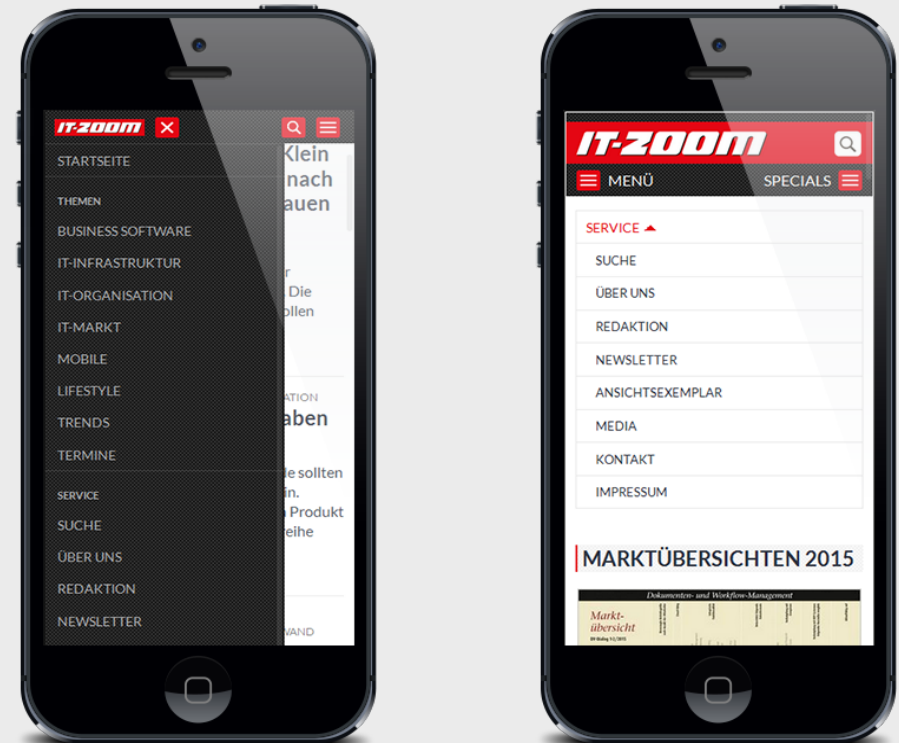 IT-ZOOM
STARTSEITE
THEMEN
BUSINESS SOFTWARE
IT-INFRASTRUKTUR
IT-ORGANISATION
IT-MARKT
MOBILE
LIFESTYLE
TRENDS
TERMINE
SERVICE
SUCHE
ÜBER UNS
REDAKTION
NEWSLETTER
Klein
nach
auen
r
Die
ollen
ATION
aben
le sollten
in.
Produkt
reihe
WAND
IT-ZOOM
MENÜ SPECIALS
SERVICE
SUCHE
ÜBER UNS
REDAKTION
NEWSLETTER
ANSICHTSEXEMPLAR
MEDIA
KONTAKT
IMPRESSUM
MARKTÜBERSICHTEN 2015
Dokumenten- und Workflow-Management
Markt-
übersicht